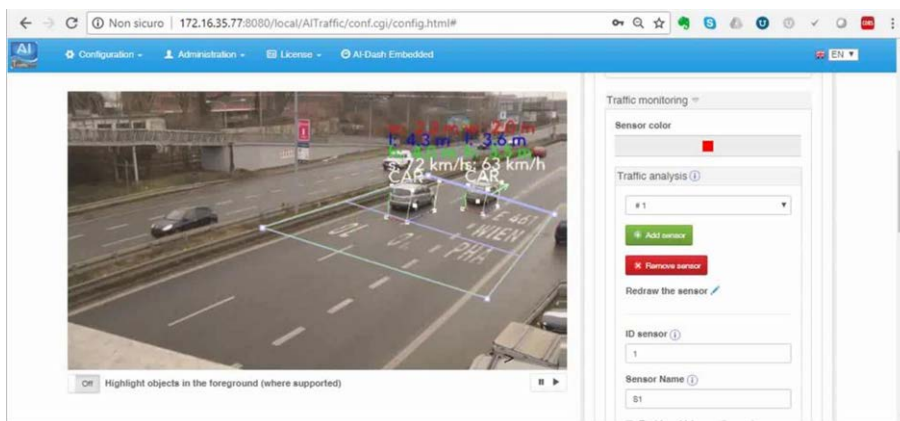 Non sicuro | 172.16.35.77:8080/local/AITraffic/conf.cgi/config.html#
AI
Configuration
Administration
License
AI-Dash Embedded
EN
l: 4.3 m l: 3.6 m
s: 72 km/h s: 63 km/h
CAR CAR
E 461
WIEN
PHA
Off Highlight objects in the foreground (where supported)
Traffic monitoring
Sensor color
Traffic analysis
# 1
Add sensor
Remove sensor
Redraw the sensor
ID sensor
1
Sensor Name
S1